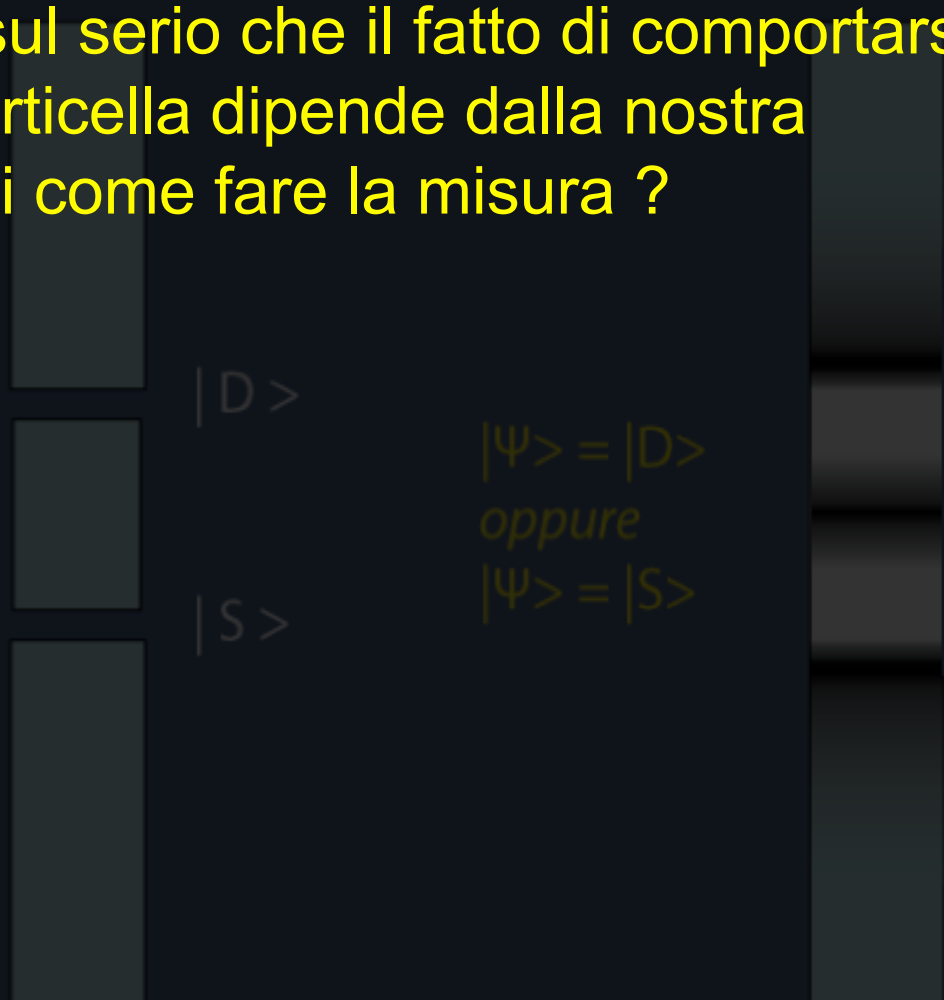 sul serio che il fatto di comportars
rticella dipende dalla nostra
i come fare la misura ?
| D >
|Ψ> = |D>
oppure
|Ψ> = |S>
| S >